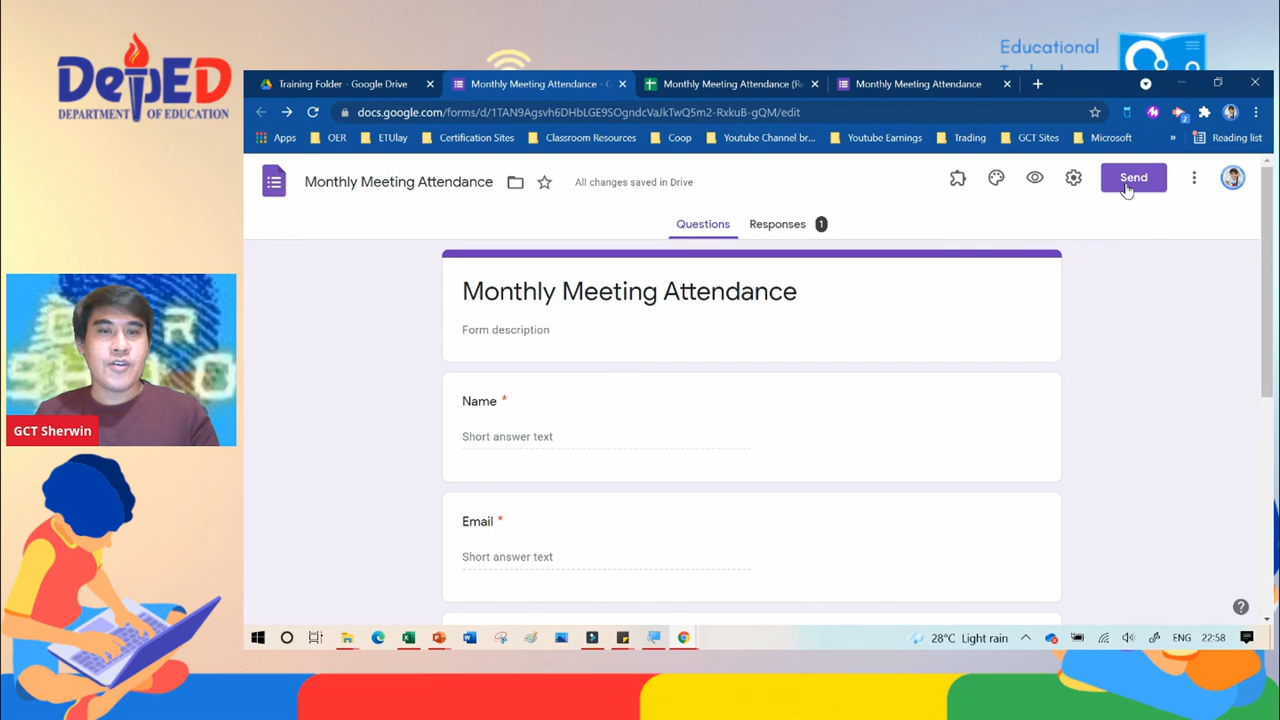 DepED
DEPARTMENT OF EDUCATION
Educational
Training Folder - Google Drive
Monthly Meeting Attendance - G
Monthly Meeting Attendance (Re
Monthly Meeting Attendance
docs.google.com/forms/d/1TAN9Agsvh6DHbLGE9SOgndcVaJkTwQ5m2-RxkuB-gQM/edit
Apps
OER
ETUlay
Certification Sites
Classroom Resources
Coop
Youtube Channel br...
Youtube Earnings
Trading
GCT Sites
Microsoft
»
Reading list
Monthly Meeting Attendance
All changes saved in Drive
Send
Questions
Responses 1
Monthly Meeting Attendance
Form description
Name *
Short answer text
Email *
Short answer text
GCT Sherwin
28°C Light rain
ENG
22:58